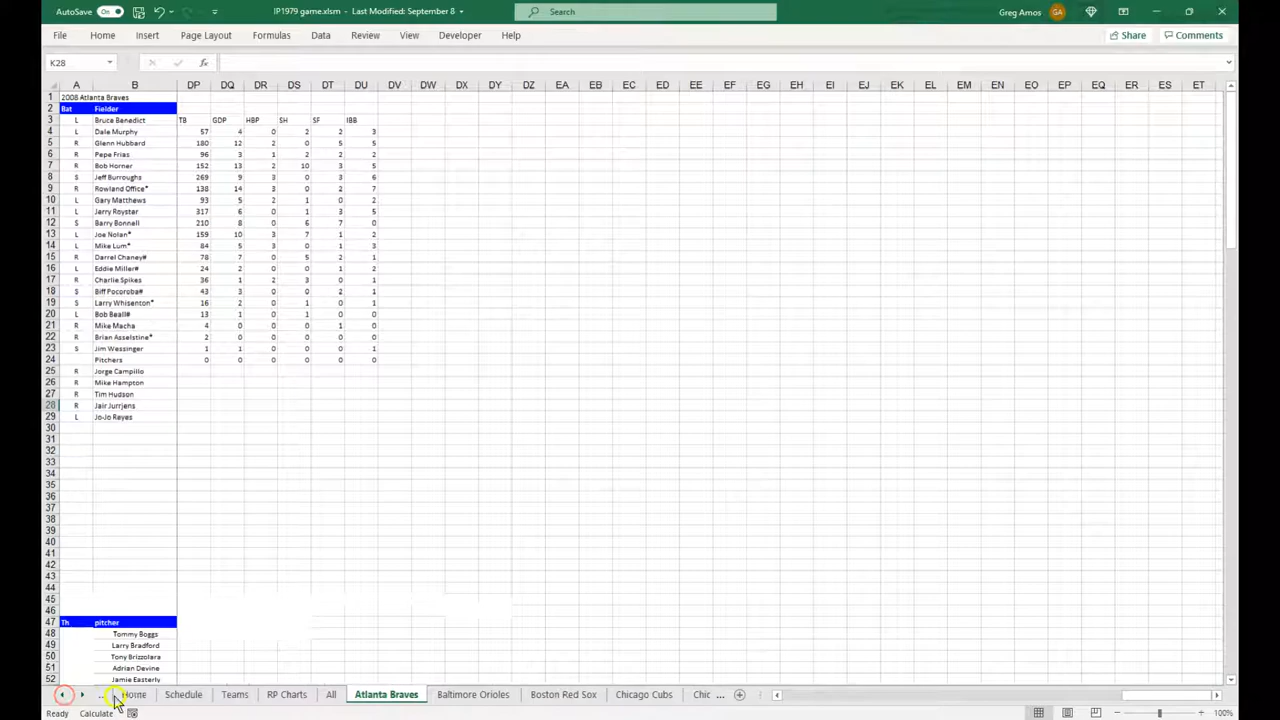 AutoSave On IP1979 game.xlsm - Last Modified: September 8 Search Greg Amos GA
File Home Insert Page Layout Formulas Data Review View Developer Help Share Comments
K28 fx
A B DP DQ DR DS DT DU DV DW DX DY DZ EA EB EC ED EE EF EG EH EI EJ EK EL EM EN EO EP EQ ER ES ET
1 2008 Atlanta Braves
2 Bat Fielder
3 L Bruce Benedict TB GDP HBP SH SF IBB
4 L Dale Murphy 57 4 0 2 2 3
5 R Glenn Hubbard 180 12 2 0 5 5
6 R Pepe Frias 96 3 1 2 2 2
7 R Bob Horner 152 13 2 10 3 5
8 S Jeff Burroughs 269 9 3 0 3 6
9 R Rowland Office* 138 14 3 0 2 7
10 L Gary Matthews 93 5 2 1 0 2
11 L Jerry Royster 317 6 0 1 3 5
12 S Barry Bonnell 210 8 0 6 7 0
13 L Joe Nolan* 159 10 3 7 1 2
14 L Mike Lum* 84 5 3 0 1 3
15 R Darrel Chaney# 78 7 0 5 2 1
16 L Eddie Miller# 24 2 0 0 1 2
17 R Charlie Spikes 36 1 2 3 0 1
18 S Biff Pocoroba# 43 3 0 0 2 1
19 S Larry Whisenton* 16 2 0 1 0 1
20 L Bob Beall# 13 1 0 1 0 0
21 R Mike Macha 4 0 0 0 1 0
22 R Brian Asselstine* 2 0 0 0 0 0
23 S Jim Wessinger 1 1 0 0 0 1
24 Pitchers 0 0 0 0 0 0
25 R Jorge Campillo
26 R Mike Hampton
27 R Tim Hudson
28 R Jair Jurrjens
29 L Jo-Jo Reyes
30
31
32
33
34
35
36
37
38
39
40
41
42
43
44
45
46
47 Th pitcher
48 Tommy Boggs
49 Larry Bradford
50 Tony Brizzolara
51 Adrian Devine
52 Jamie Easterly
... Home Schedule Teams RP Charts All Atlanta Braves Baltimore Orioles Boston Red Sox Chicago Cubs Chic ...
Ready Calculate 100%